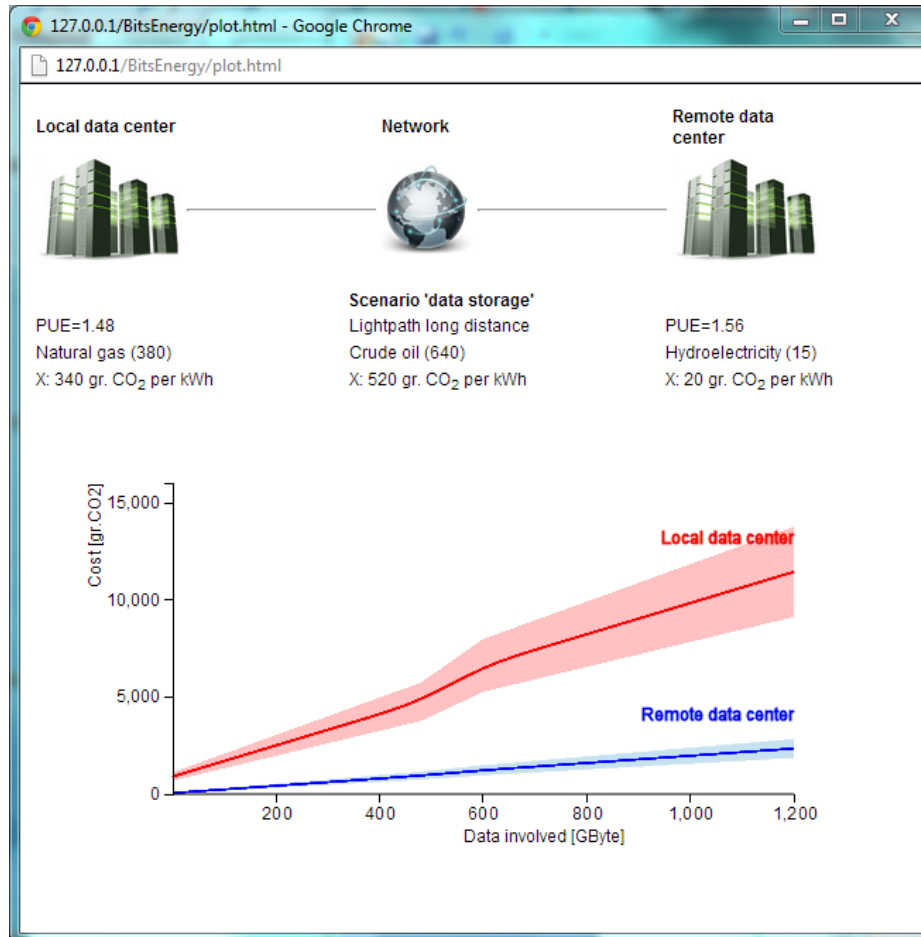 127.0.0.1/BitsEnergy/plot.html - Google Chrome
127.0.0.1/BitsEnergy/plot.html
Local data center
Network
Remote data
center
Scenario 'data storage'
PUE=1.48
Lightpath long distance
PUE=1.56
Natural gas (380)
Crude oil (640)
Hydroelectricity (15)
X: 340 gr. CO2 per kWh
X: 520 gr. CO2 per kWh
X: 20 gr. CO2 per kWh
Cost [gr.CO2]
15,000
10,000
5,000
0
Local data center
Remote data center
200 400 600 800 1,000 1,200
Data involved [GByte]